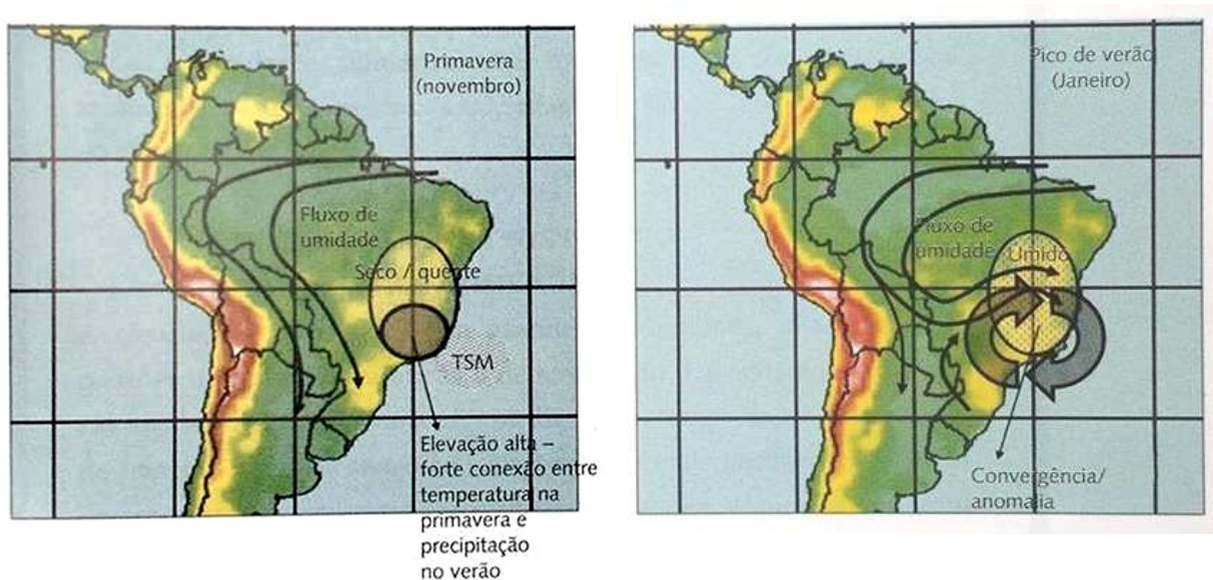 Primavera
(novembro)
Fluxo de
umidade
Seco / quente
TSM
Elevação alta –
forte conexão entre
temperatura na
primavera e
precipitação
no verão
Pico de verão
(Janeiro)
Fluxo de
umidade
Úmido
Convergência/
anomalia